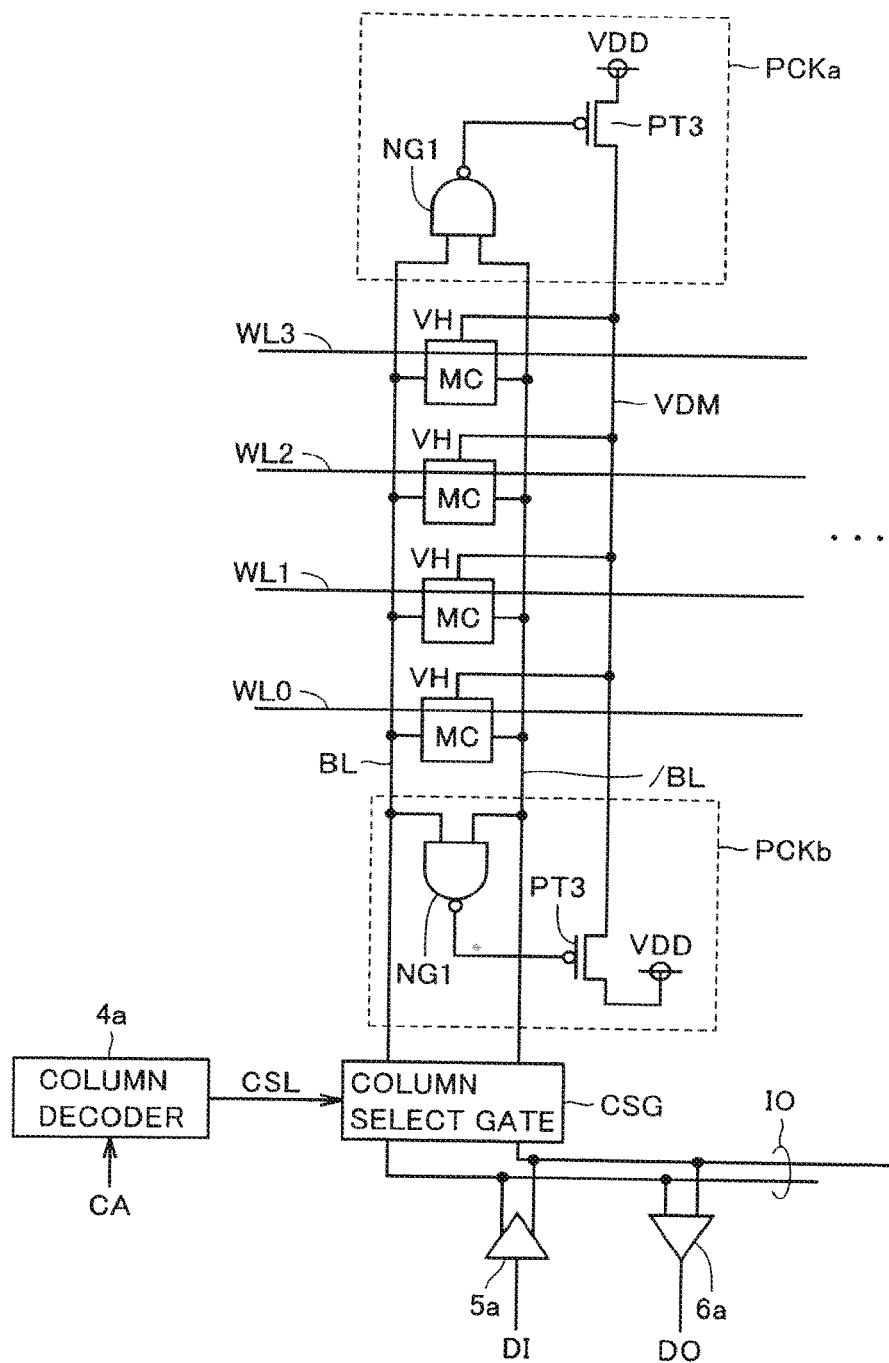 VDD
PCKa
PT3
NG1
VH
WL3
MC
VDM
VH
WL2
MC
. . .
VH
WL1
MC
VH
WL0
MC
BL
/BL
PCKb
PT3
VDD
NG1
4a
COLUMN
DECODER
CSL
COLUMN
SELECT GATE
CSG
IO
CA
5a
6a
DI
DO